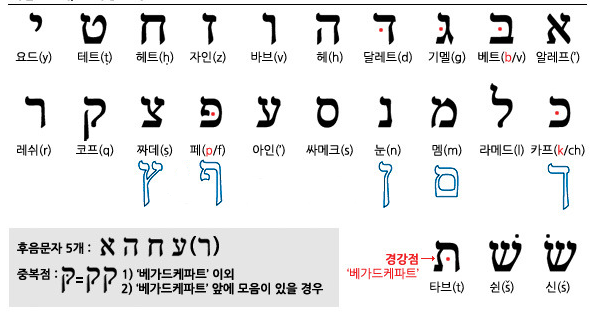 א בּ גּ דּ ה ו ז ח ט י
요드(y) 테트(ṭ) 헤트(ḥ) 자인(z) 바브(v) 헤(h) 달레트(d) 기멜(g) 베트(b/v) 알레프(’)
כּ ל מ נ ס ע פּ צ ק ר
레쉬(r) 코프(q) 짜데(ṣ) 페(p/f) 아인(‘) 싸메크(s) 눈(n) 멤(m) 라메드(l) 카프(k/ch)
ך ם ן ף ץ
후음문자 5개 : א ה ח ע (ר)
중복점 : קּ=קק 1) ‘베가드케파트’ 이외
2) ‘베가드케파트’ 앞에 모음이 있을 경우
경강점→
‘베가드케파트’
שׂ שׁ תּ
타브(t) 쉰(š) 신(ś)